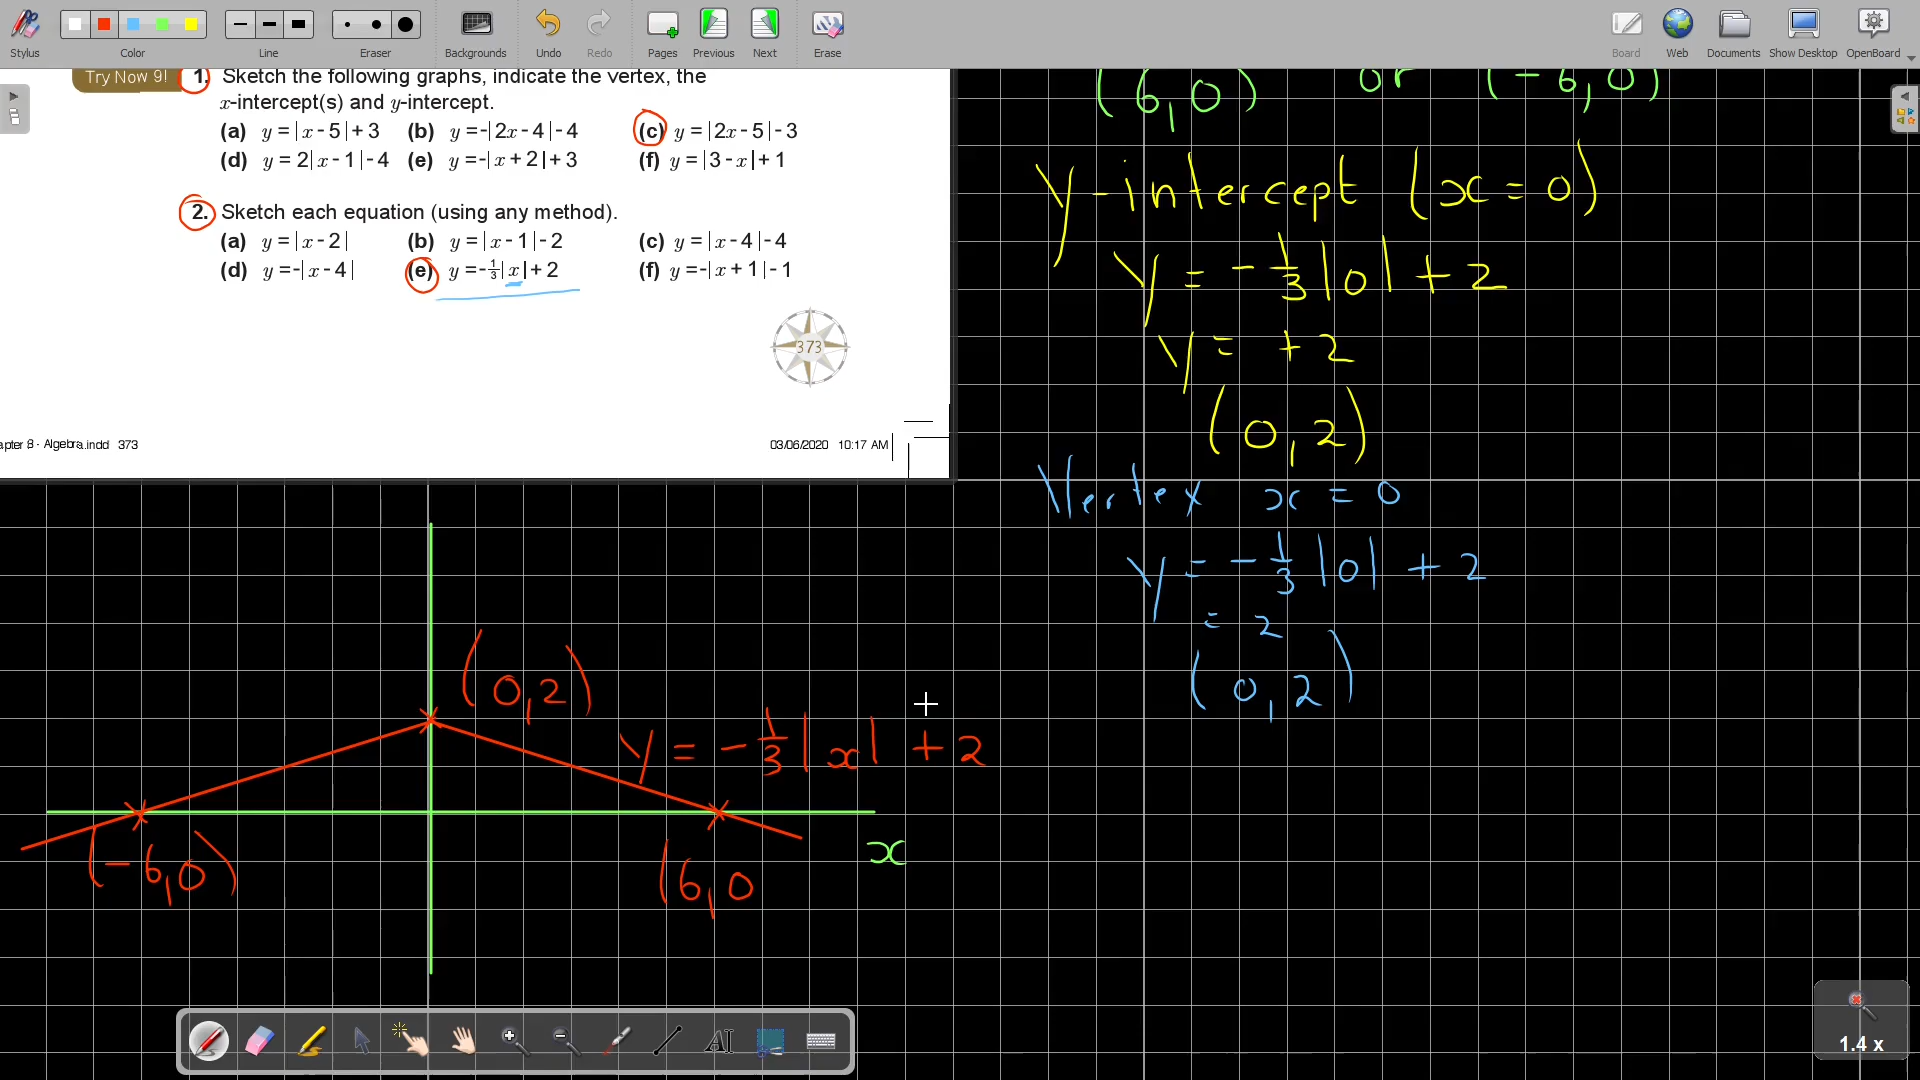 Stylus Color Line Eraser Backgrounds Undo Redo Pages Previous Next Erase Board Web Documents Show Desktop OpenBoard
Try Now 9! 1. Sketch the following graphs, indicate the vertex, the
x-intercept(s) and y-intercept.
(a) y = |x - 5| + 3 (b) y = -|2x - 4| - 4 (c) y = |2x - 5| - 3
(d) y = 2|x - 1| - 4 (e) y = -|x + 2| + 3 (f) y = |3 - x| + 1
2. Sketch each equation (using any method).
(a) y = |x - 2| (b) y = |x - 1| - 2 (c) y = |x - 4| - 4
(d) y = -|x - 4| (e) y = -1/3|x| + 2 (f) y = -|x + 1| - 1
373
apter 8 - Algebra.indd 373 03/06/2020 10:17 AM
(6,0) or (-6,0)
y-intercept (x = 0)
y = -1/3|0| + 2
y = +2
(0,2)
Vertex x = 0
y = -1/3|0| + 2
= 2
(0,2)
(0,2)
y = -1/3|x| + 2
(-6,0)
(6,0
x
1.4 x